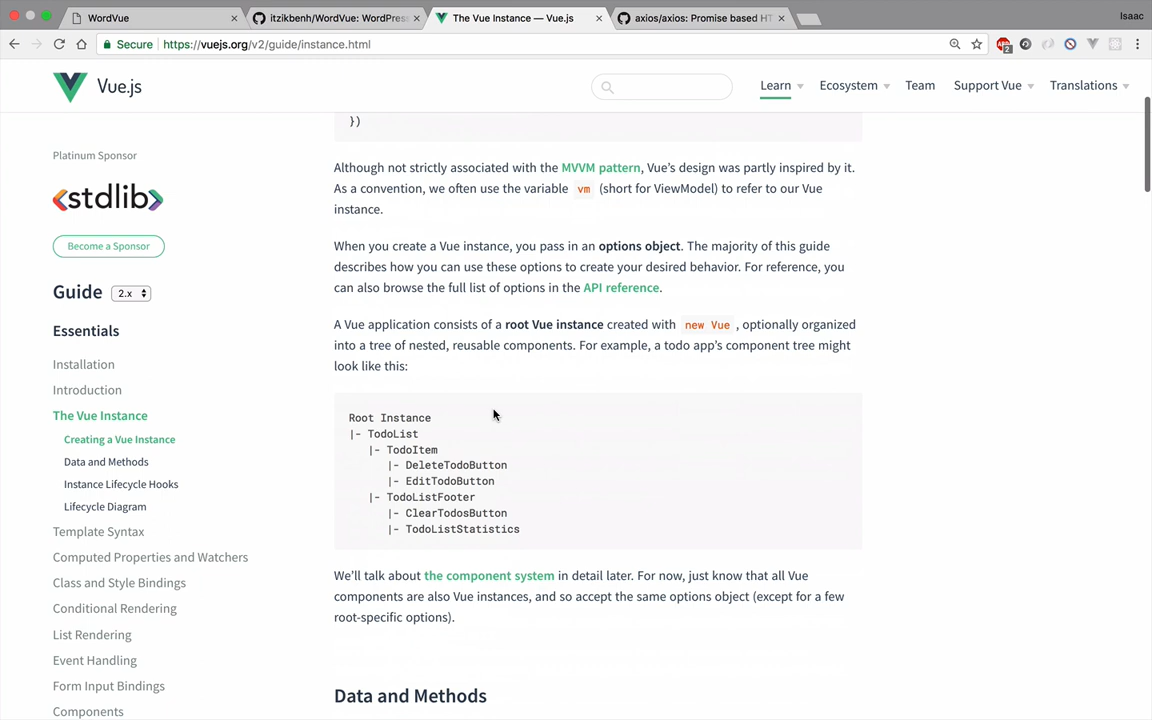 WordVue
itzikbenh/WordVue: WordPres
The Vue Instance — Vue.js
axios/axios: Promise based HT
Isaac
Secure
https://vuejs.org/v2/guide/instance.html
ABP
2
Vue.js
Learn
Ecosystem
Team
Support Vue
Translations
})
Platinum Sponsor
<stdlib>
Become a Sponsor
Guide
2.x
Essentials
Installation
Introduction
The Vue Instance
Creating a Vue Instance
Data and Methods
Instance Lifecycle Hooks
Lifecycle Diagram
Template Syntax
Computed Properties and Watchers
Class and Style Bindings
Conditional Rendering
List Rendering
Event Handling
Form Input Bindings
Components
Although not strictly associated with the MVVM pattern, Vue's design was partly inspired by it.
As a convention, we often use the variable vm (short for ViewModel) to refer to our Vue
instance.
When you create a Vue instance, you pass in an options object. The majority of this guide
describes how you can use these options to create your desired behavior. For reference, you
can also browse the full list of options in the API reference.
A Vue application consists of a root Vue instance created with new Vue , optionally organized
into a tree of nested, reusable components. For example, a todo app's component tree might
look like this:
Root Instance
|- TodoList
|- TodoItem
|- DeleteTodoButton
|- EditTodoButton
|- TodoListFooter
|- ClearTodosButton
|- TodoListStatistics
We'll talk about the component system in detail later. For now, just know that all Vue
components are also Vue instances, and so accept the same options object (except for a few
root-specific options).
Data and Methods